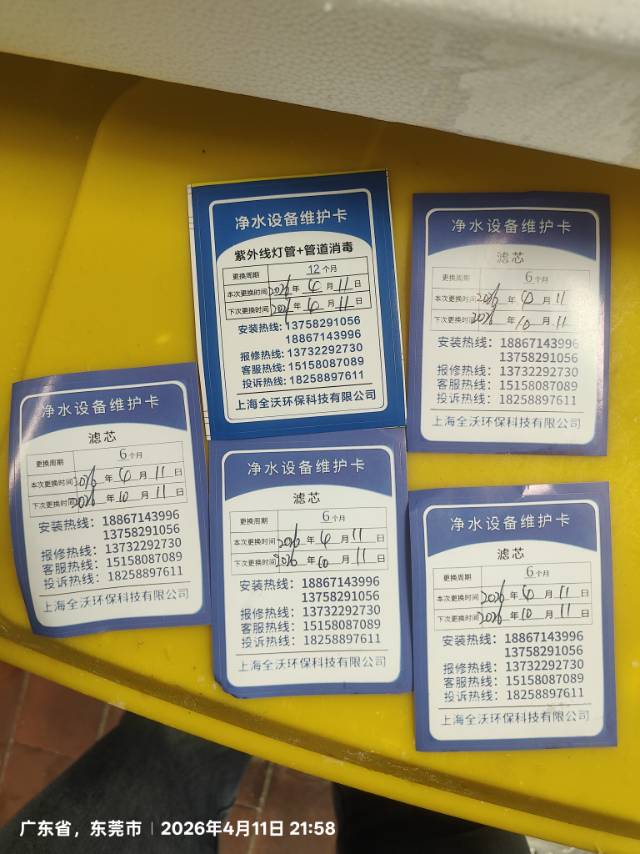 净水设备维护卡
紫外线灯管+管道消毒
更换周期 12个月
本次更换时间 2026年 4月 11日
下次更换时间 年 4月 11日
安装热线: 13758291056
18867143996
报修热线: 13732292730
客服热线: 15158087089
投诉热线: 18258897611
上海全沃环保科技有限公司
净水设备维护卡
滤芯
更换周期 6个月
本次更换时间 2026年 4月 11
下次更换时间 2026年 10月 11
安装热线: 18867143996
13758291056
报修热线: 13732292730
客服热线: 15158087089
投诉热线: 18258897611
上海全沃环保科技有限公司
净水设备维护卡
滤芯
更换周期 6个月
本次更换时间 2026年 4月 11日
下次更换时间 2026年 10月 11日
安装热线: 18867143996
13758291056
报修热线: 13732292730
客服热线: 15158087089
投诉热线: 18258897611
上海全沃环保科技有限公司
净水设备维护卡
滤芯
更换周期 6个月
本次更换时间 2026年 4月 11日
下次更换时间 2026年 10月 11日
安装热线: 18867143996
13758291056
报修热线: 13732292730
客服热线: 15158087089
投诉热线: 18258897611
上海全沃环保科技有限公司
净水设备维护卡
滤芯
更换周期 6个月
本次更换时间 2026年 4月 11日
下次更换时间 2026年 10月 11日
安装热线: 18867143996
13758291056
报修热线: 13732292730
客服热线: 15158087089
投诉热线: 18258897611
上海全沃环保科技有限公司
广东省，东莞市 | 2026年4月11日 21:58